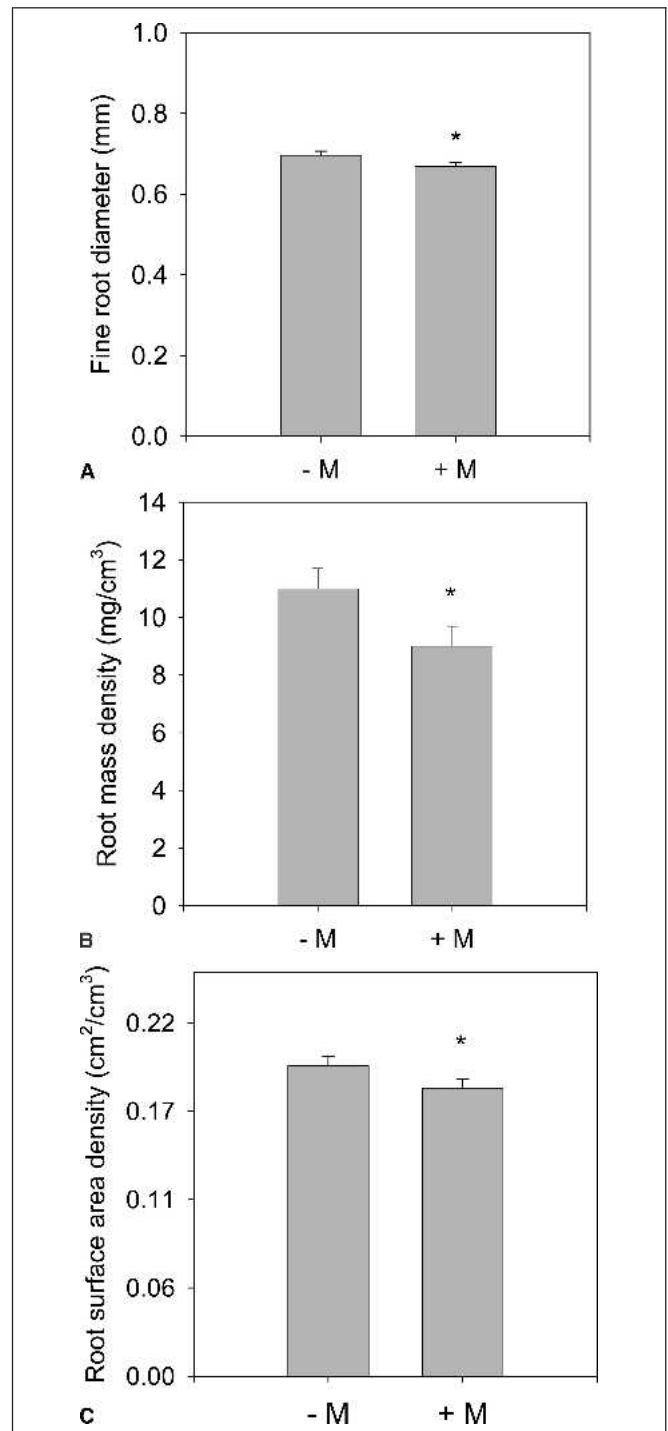 1.0
0.8
0.6
0.4
0.2
0.0
Fine root diameter (mm)
*
- M + M
A
14
12
10
8
6
4
2
0
Root mass density (mg/cm³)
*
- M + M
B
0.22
0.17
0.11
0.06
0.00
Root surface area density (cm²/cm³)
*
- M + M
C